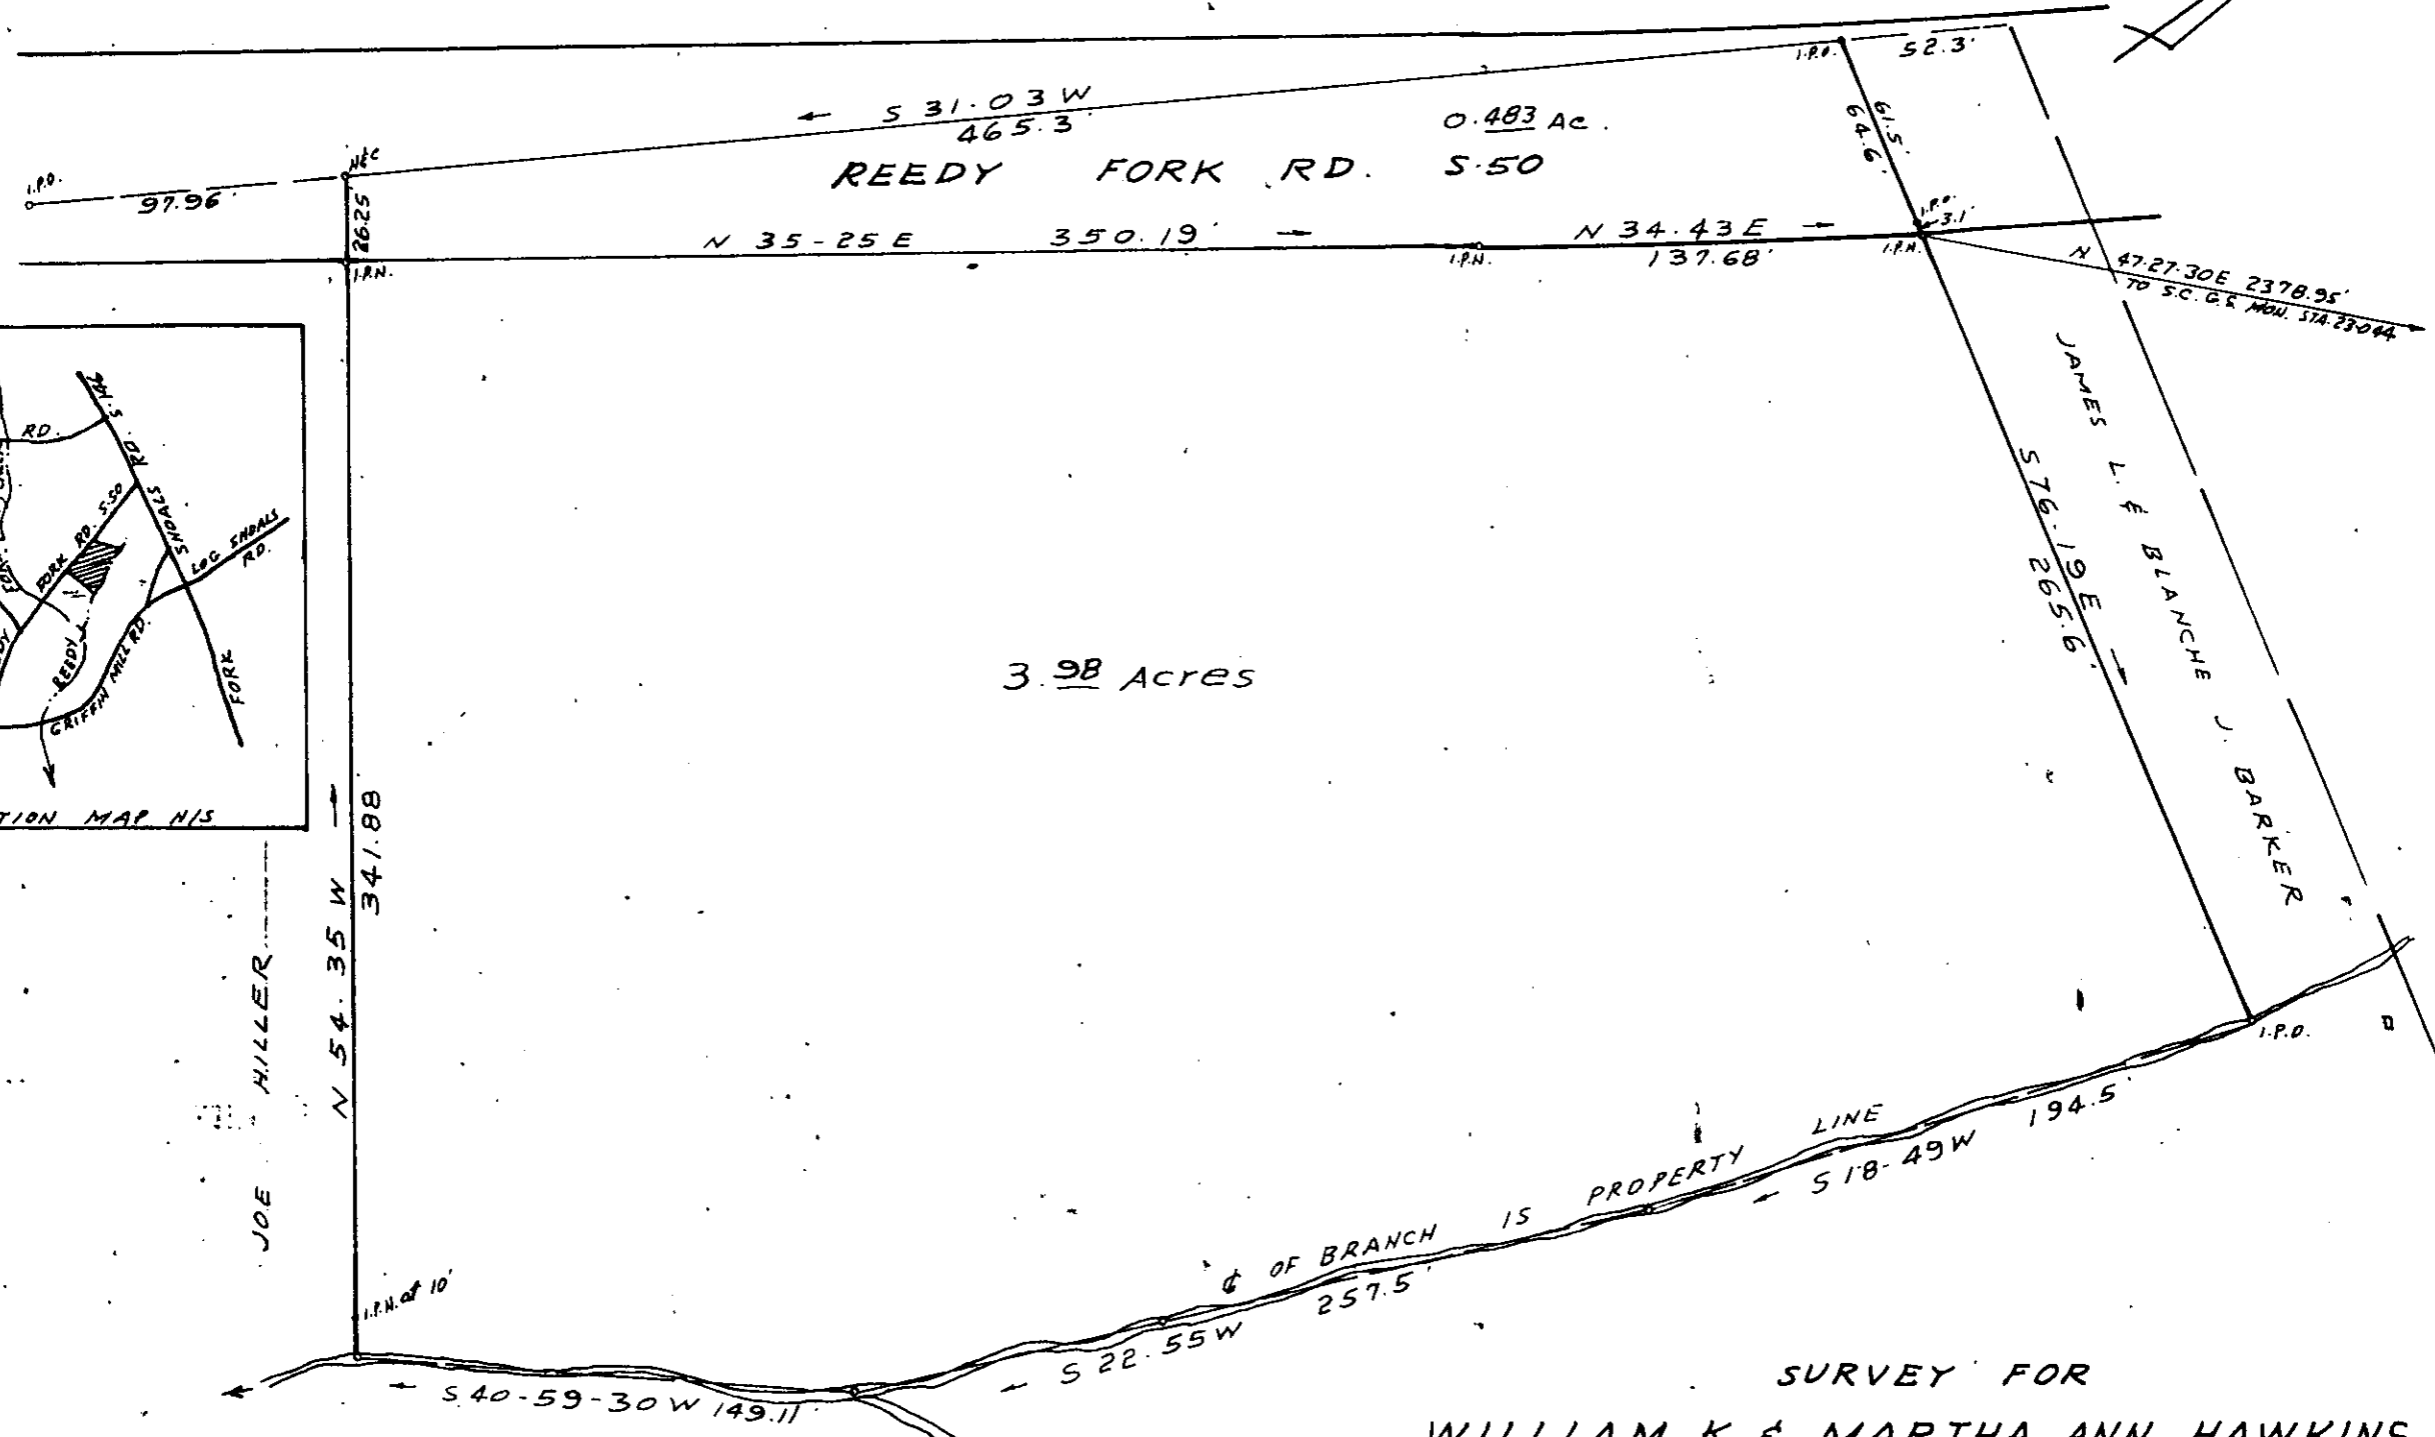 I.P.O.
52.3'
S 31.03 W
465.3'
0.483 Ac.
61.5'
64.6'
N&C
I.P.O.
97.96'
26.25
REEDY FORK RD. S-50
N 35-25 E 350.19'
N 34.43 E
137.68'
I.P.O.
3.1'
I.P.N.
I.P.N.
I.P.N.
N 47-27-30E 2378.95'
TO S.C.G.S. MON. STA. 23-044
JAMES L. & BLANCHE J. BARKER
S 76-19 E
265.6'
RD.
S-146
RD
SHOALS
FORK RD. S-50
LOG SHOALS
RD.
REEDY
GRIFFIN MILL RD.
FORK
TION MAP N/S
3.98 Acres
N 54.35 W
341.88
JOE HILLER
I.P.N. at 10'
I.P.O.
℄ OF BRANCH IS PROPERTY LINE
194.5'
S 18-49 W
257.5'
S 22.55 W
S 40-59-30 W 149.11'
SURVEY FOR
WILLIAM K & MARTHA ANN HAWKINS